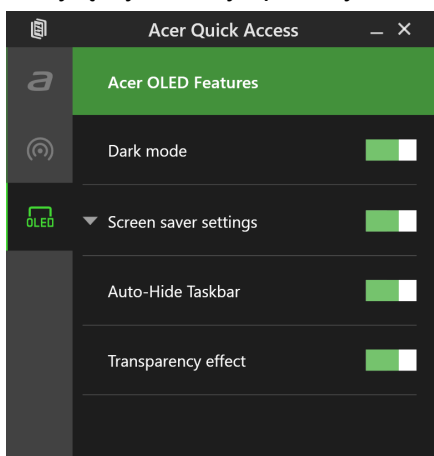 Acer Quick Access
Acer OLED Features
Dark mode
OLED
Screen saver settings
Auto-Hide Taskbar
Transparency effect